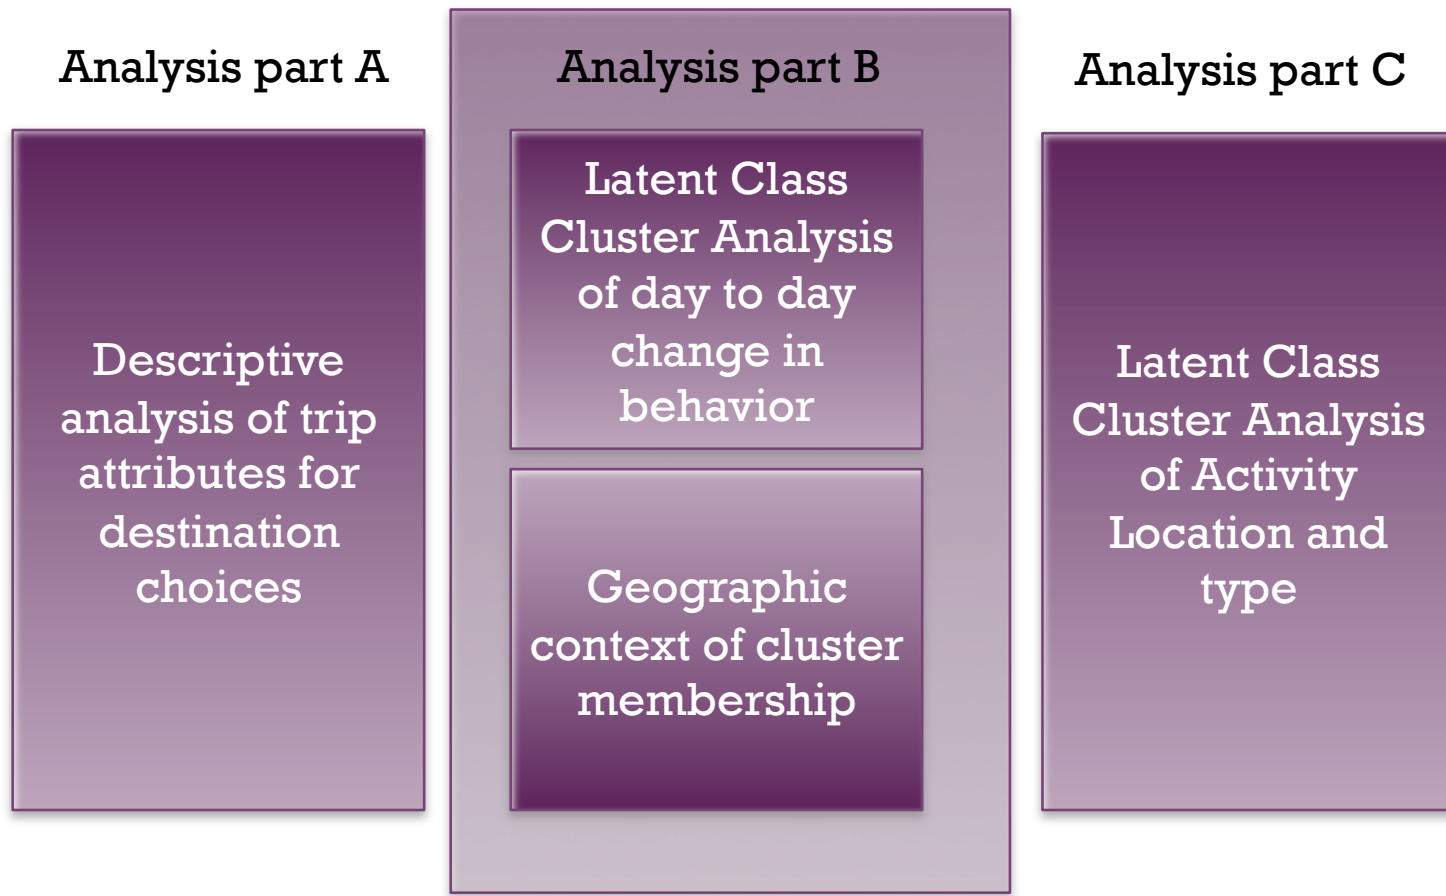 Analysis part A
Descriptive
analysis of trip
attributes for
destination
choices
Analysis part B
Latent Class
Cluster Analysis
of day to day
change in
behavior
Geographic
context of cluster
membership
Analysis part C
Latent Class
Cluster Analysis
of Activity
Location and
type